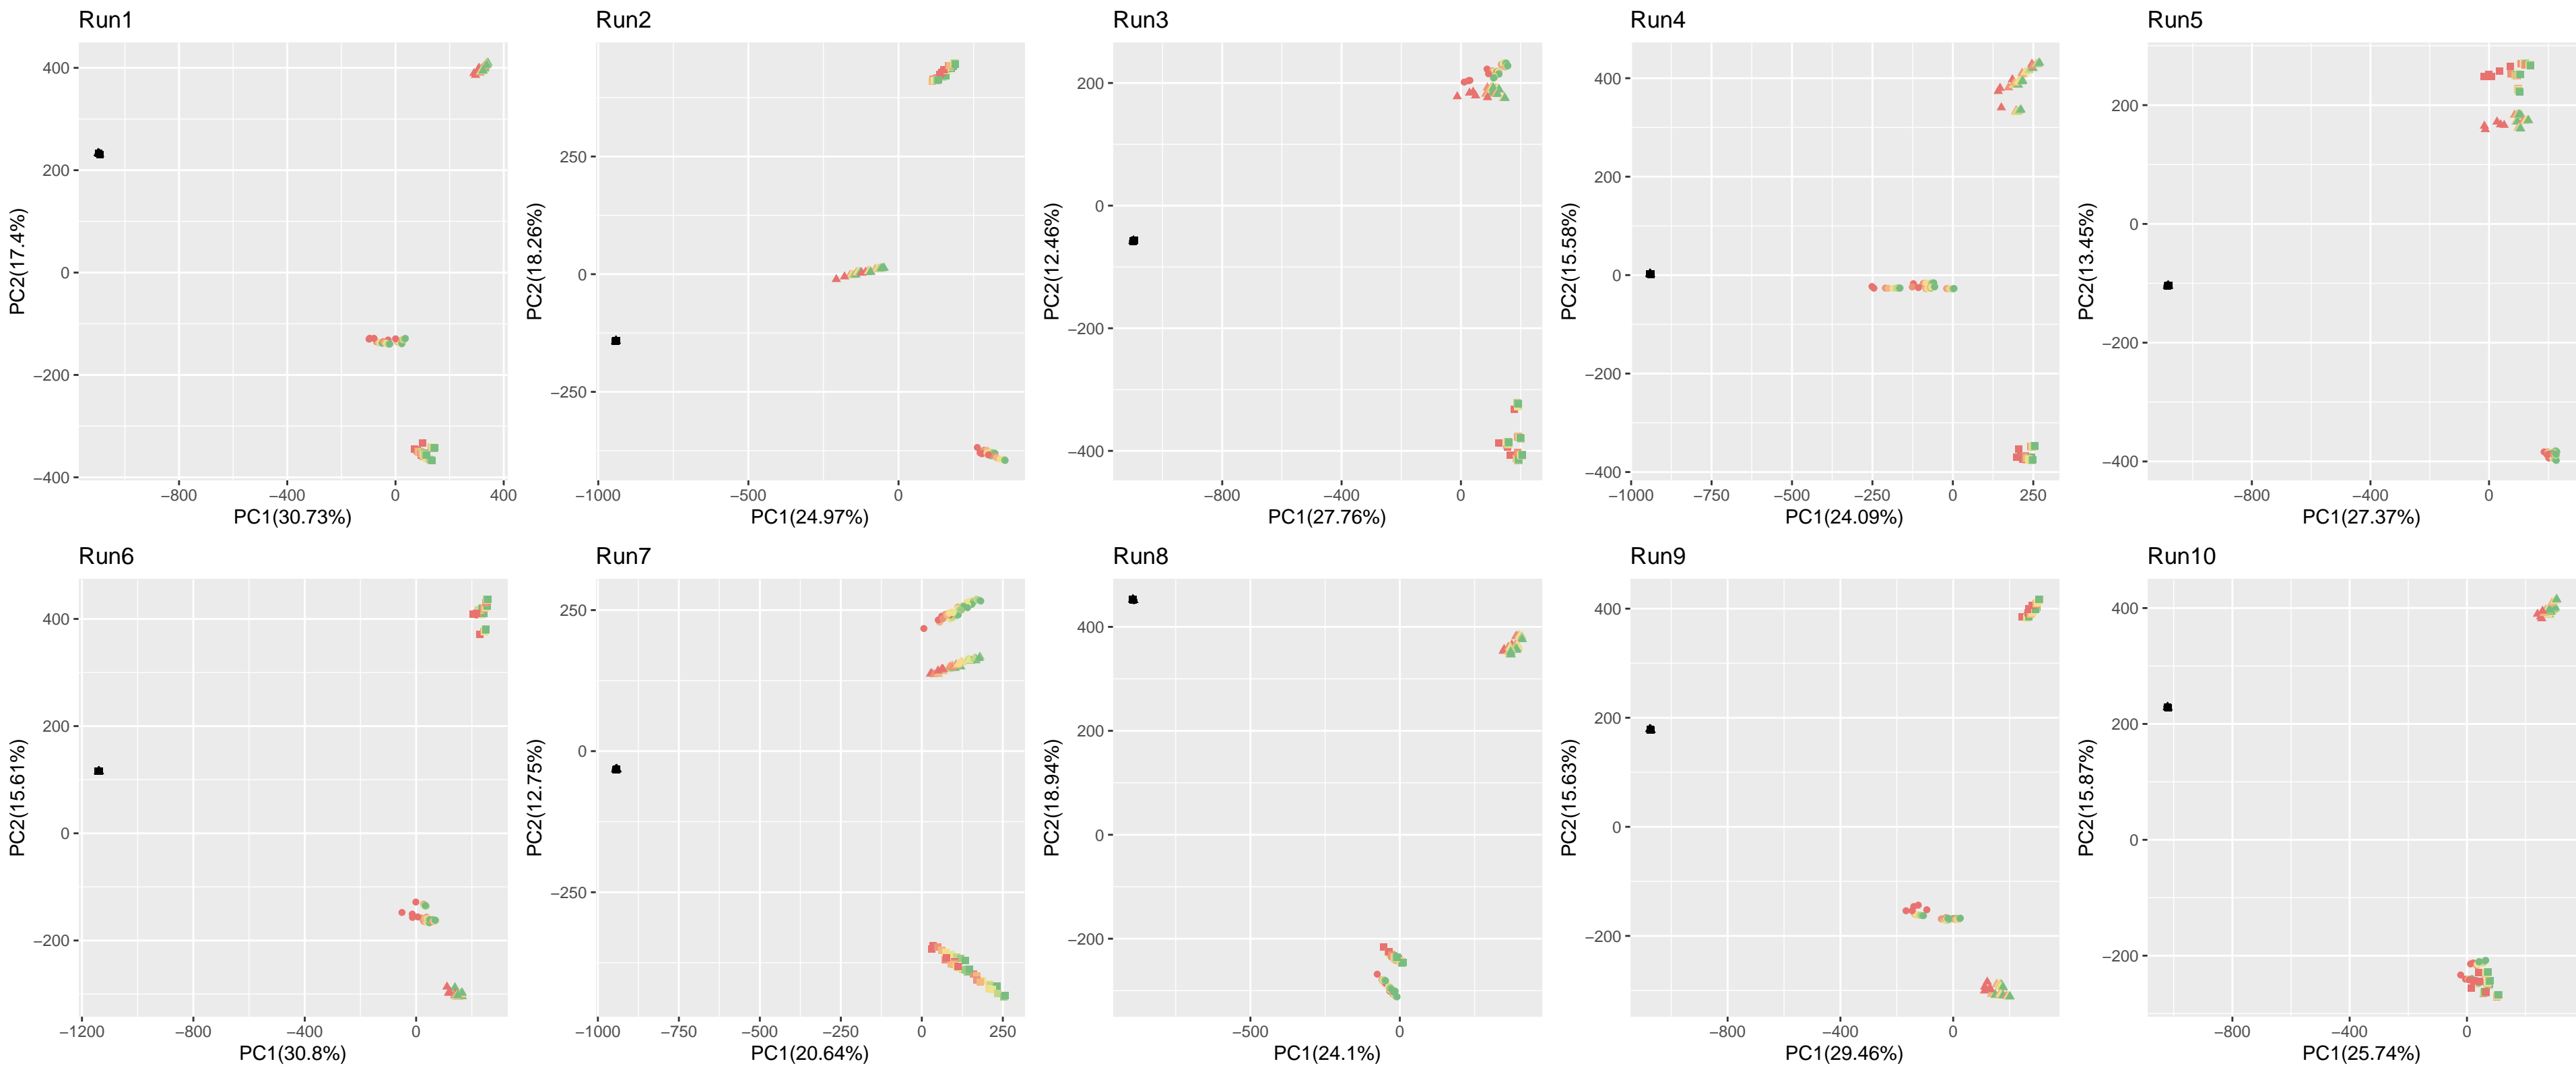 Run1
400
200
0
−200
−400
−800
−400
0
400
PC1(30.73%)
PC2(17.4%)
Run2
250
0
−250
−1000
−500
0
PC1(24.97%)
PC2(18.26%)
Run3
200
0
−200
−400
−800
−400
0
PC1(27.76%)
PC2(12.46%)
Run4
400
200
0
−200
−400
−1000
−750
−500
−250
0
250
PC1(24.09%)
PC2(15.58%)
Run5
200
0
−200
−400
−800
−400
0
PC1(27.37%)
PC2(13.45%)
Run6
400
200
0
−200
−1200
−800
−400
0
PC1(30.8%)
PC2(15.61%)
Run7
250
0
−250
−1000
−750
−500
−250
0
250
PC1(20.64%)
PC2(12.75%)
Run8
400
200
0
−200
−500
0
PC1(24.1%)
PC2(18.94%)
Run9
400
200
0
−200
−800
−400
0
PC1(29.46%)
PC2(15.63%)
Run10
400
200
0
−200
−800
−400
0
PC1(25.74%)
PC2(15.87%)